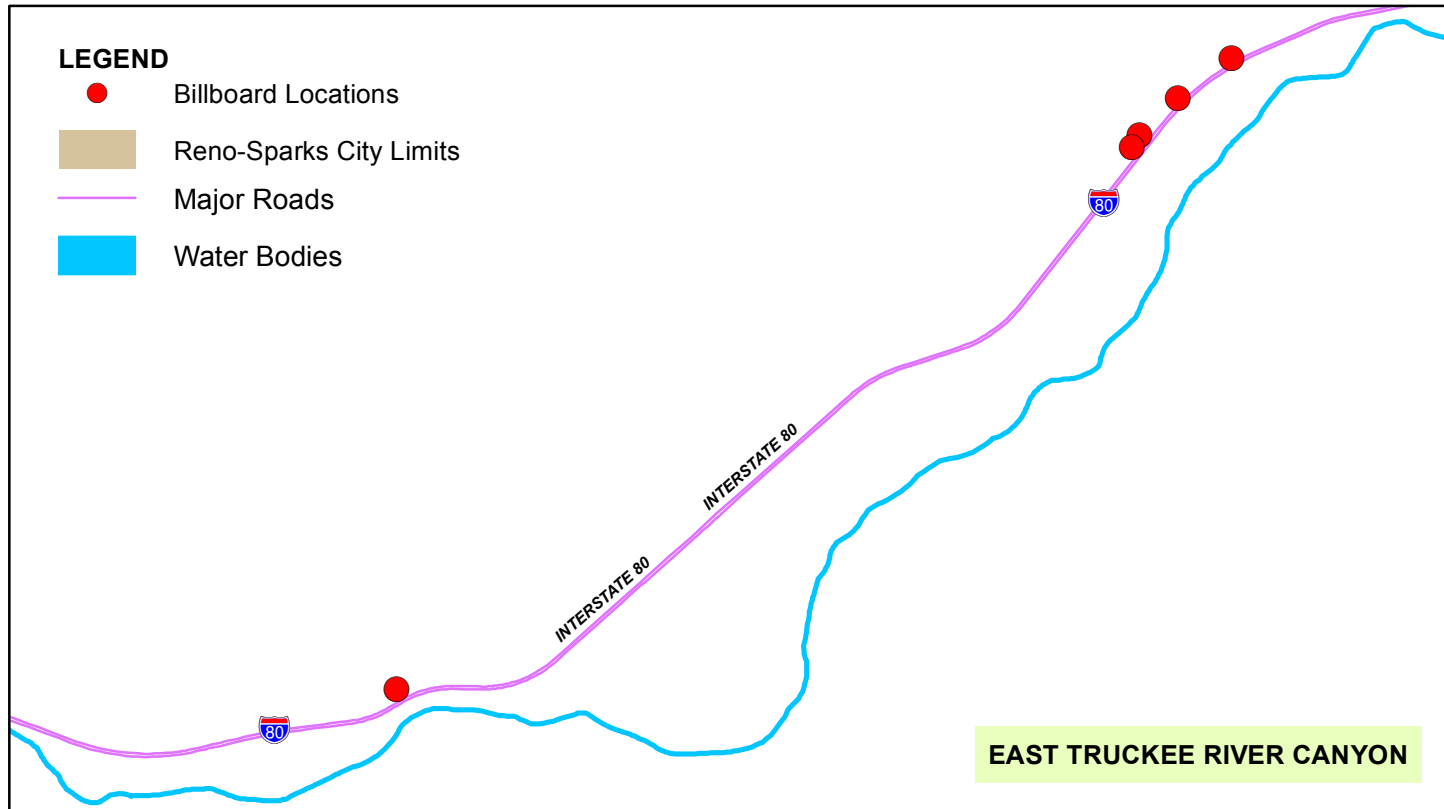 LEGEND
Billboard Locations
Reno-Sparks City Limits
Major Roads
Water Bodies
80
INTERSTATE 80
INTERSTATE 80
80
EAST TRUCKEE RIVER CANYON